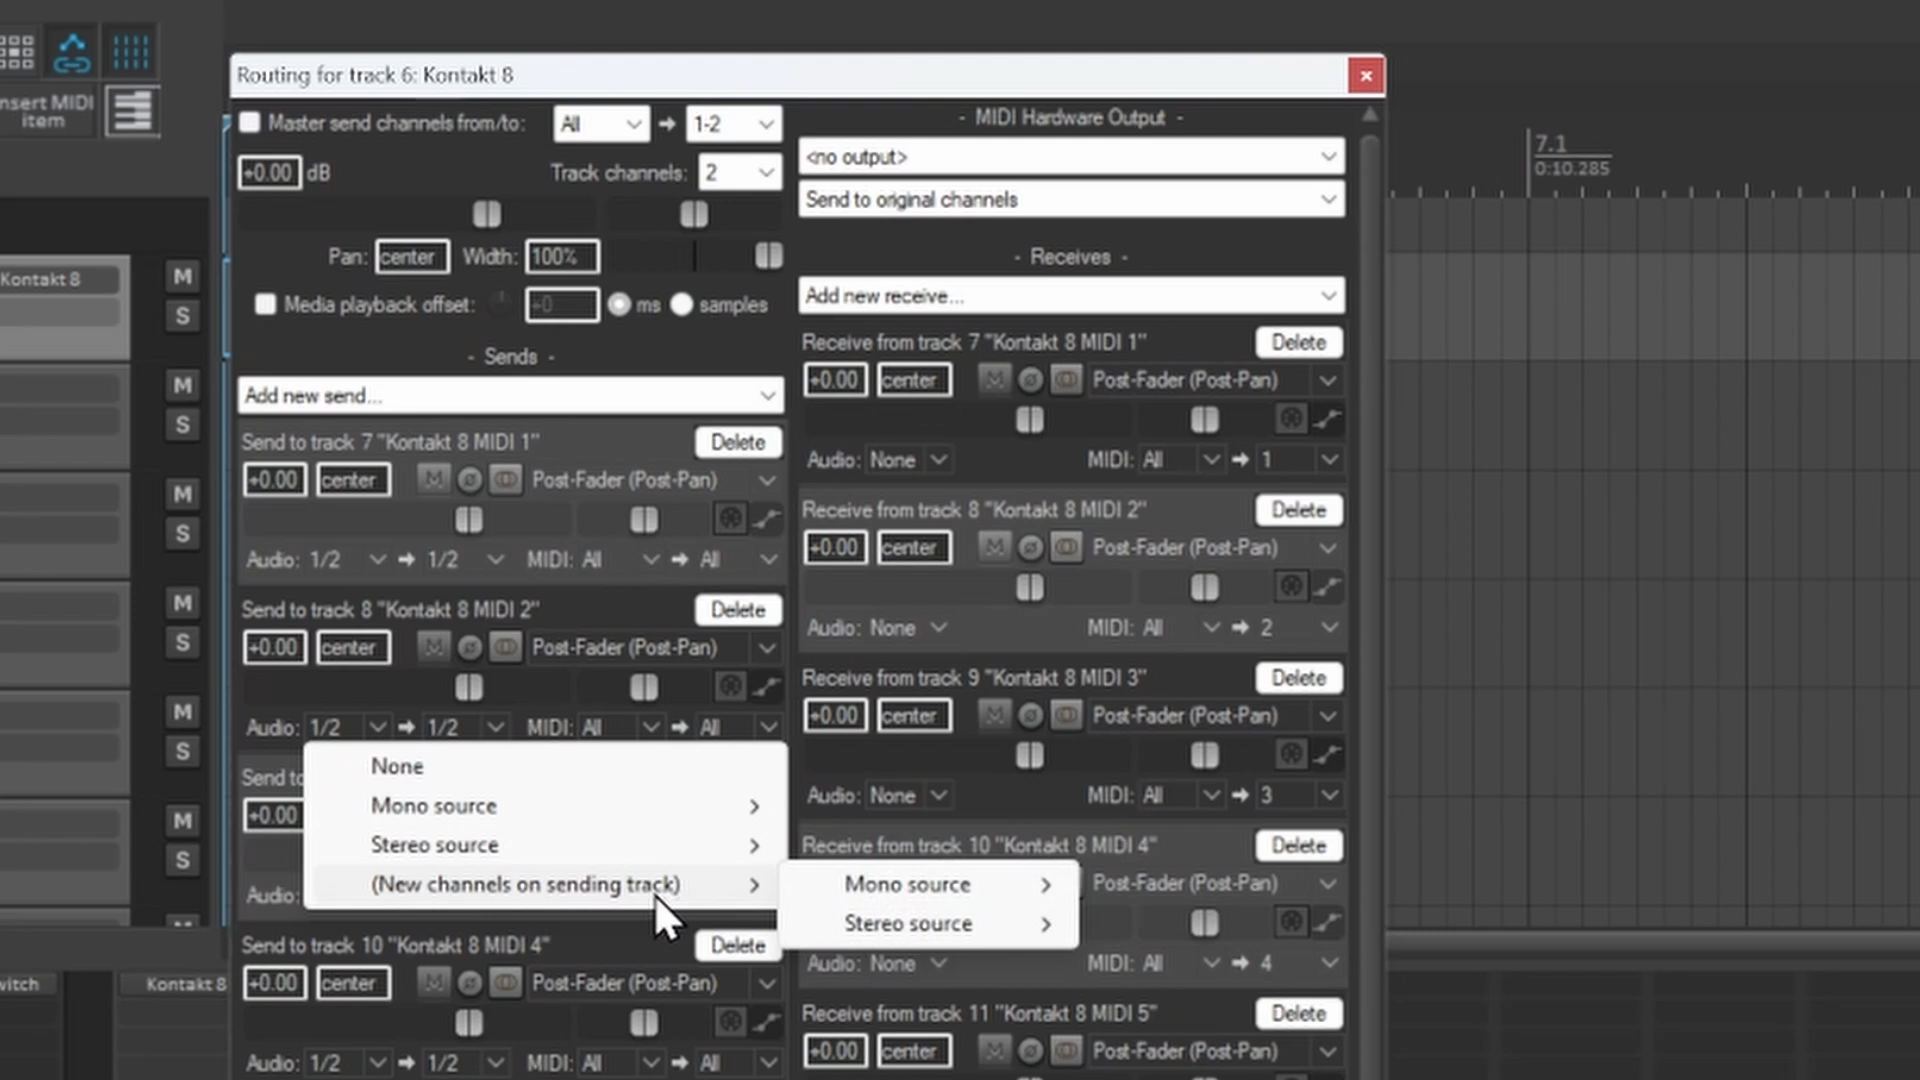 Insert MIDI
item
Kontakt 8
M
S
M
S
M
S
M
S
M
S
M
S
witch
Kontakt 8
Routing for track 6: Kontakt 8
Master send channels from/to: All 1-2
+0.00 dB Track channels: 2
Pan: center Width: 100%
Media playback offset: +0 ms samples
- Sends -
Add new send...
Send to track 7 "Kontakt 8 MIDI 1" Delete
+0.00 center M Post-Fader (Post-Pan)
Audio: 1/2 1/2 MIDI: All All
Send to track 8 "Kontakt 8 MIDI 2" Delete
+0.00 center M Post-Fader (Post-Pan)
Audio: 1/2 1/2 MIDI: All All
Send to
+0.00
Audio:
None
Mono source
Stereo source
(New channels on sending track)
Mono source
Stereo source
Send to track 10 "Kontakt 8 MIDI 4" Delete
+0.00 center M Post-Fader (Post-Pan)
Audio: 1/2 1/2 MIDI: All All
- MIDI Hardware Output -
<no output>
Send to original channels
- Receives -
Add new receive...
Receive from track 7 "Kontakt 8 MIDI 1" Delete
+0.00 center M Post-Fader (Post-Pan)
Audio: None MIDI: All 1
Receive from track 8 "Kontakt 8 MIDI 2" Delete
+0.00 center M Post-Fader (Post-Pan)
Audio: None MIDI: All 2
Receive from track 9 "Kontakt 8 MIDI 3" Delete
+0.00 center M Post-Fader (Post-Pan)
Audio: None MIDI: All 3
Receive from track 10 "Kontakt 8 MIDI 4" Delete
Post-Fader (Post-Pan)
Audio: None MIDI: All 4
Receive from track 11 "Kontakt 8 MIDI 5" Delete
+0.00 center M Post-Fader (Post-Pan)
7.1
0:10.285